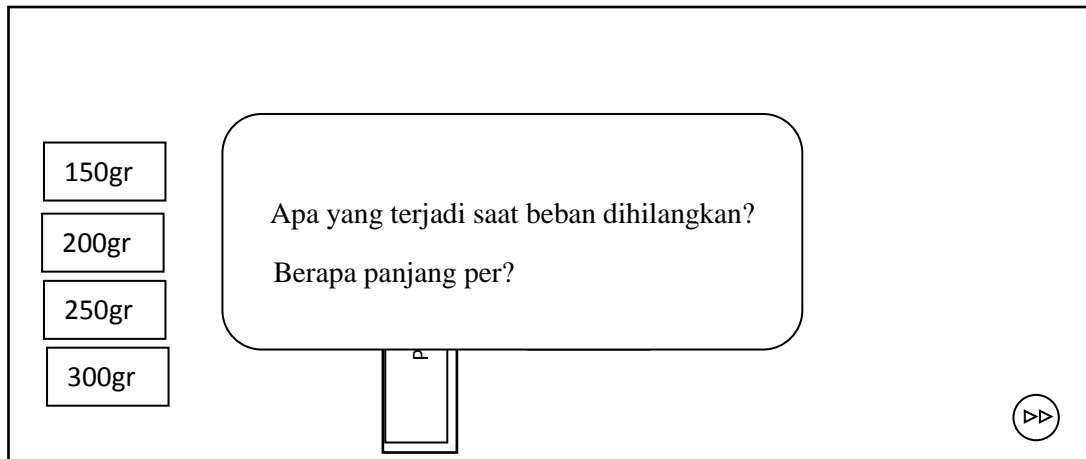 150gr
200gr
250gr
300gr
Apa yang terjadi saat beban dihilangkan?
Berapa panjang per?
P